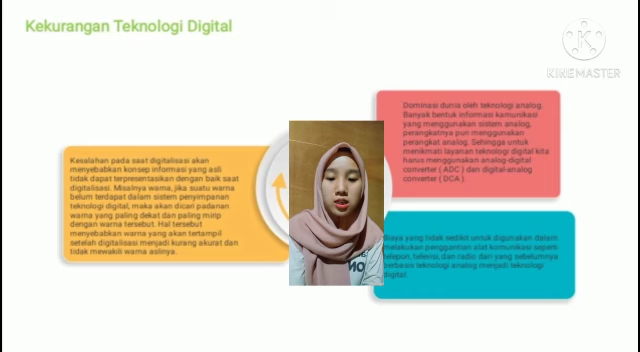 Kekurangan Teknologi Digital
KINEMASTER
Kesalahan pada saat digitalisasi akan
menyebabkan konsep informasi yang asli
tidak dapat terpresentasikan dengan baik saat
digitalisasi. Misalnya warna, jika suatu warna
belum terdapat dalam sistem penyimpanan
teknologi digital, maka akan dicari padanan
warna yang paling dekat dan paling mirip
dengan warna tersebut. Hal tersebut
menyebabkan warna yang akan tertampil
setelah digitalisasi menjadi kurang akurat dan
tidak mewakili warna aslinya.
Dominasi dunia oleh teknologi analog.
Banyak bentuk informasi kamunikasi
yang menggunakan sistem analog,
perangkatnya pun menggunakan
perangkat analog. Sehingga untuk
menikmati layanan teknologi digital kita
harus menggunakan analog-digital
converter ( ADC ) dan digital-analog
converter ( DCA ).
Biaya yang tidak sedikit untuk digunakan dalam
melakukan penggantian alat komunikasi seperti
telepon, televisi, dan radio dari yang sebelumnya
berbasis teknologi analog menjadi teknologi
digital.